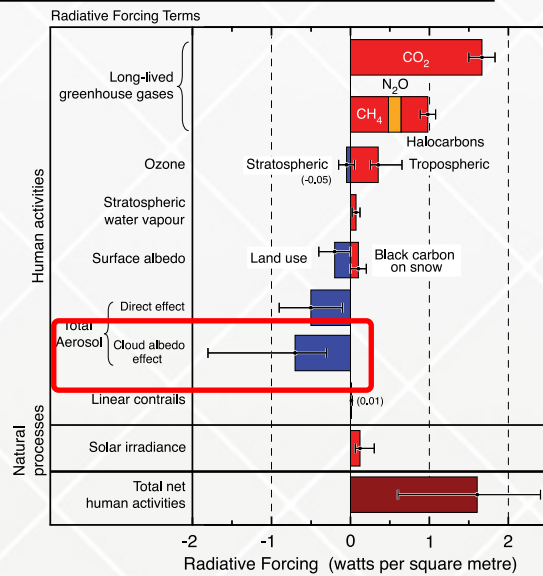 Radiative Forcing Terms
Human activities
Long-lived
greenhouse gases
CO2
N2O
CH4
Halocarbons
Ozone
Stratospheric
(-0.05)
Tropospheric
Stratospheric
water vapour
Surface albedo
Land use
Black carbon
on snow
Total
Aerosol
Direct effect
Cloud albedo
effect
Linear contrails
(0.01)
Natural
processes
Solar irradiance
Total net
human activities
-2 -1 0 1 2
Radiative Forcing (watts per square metre)